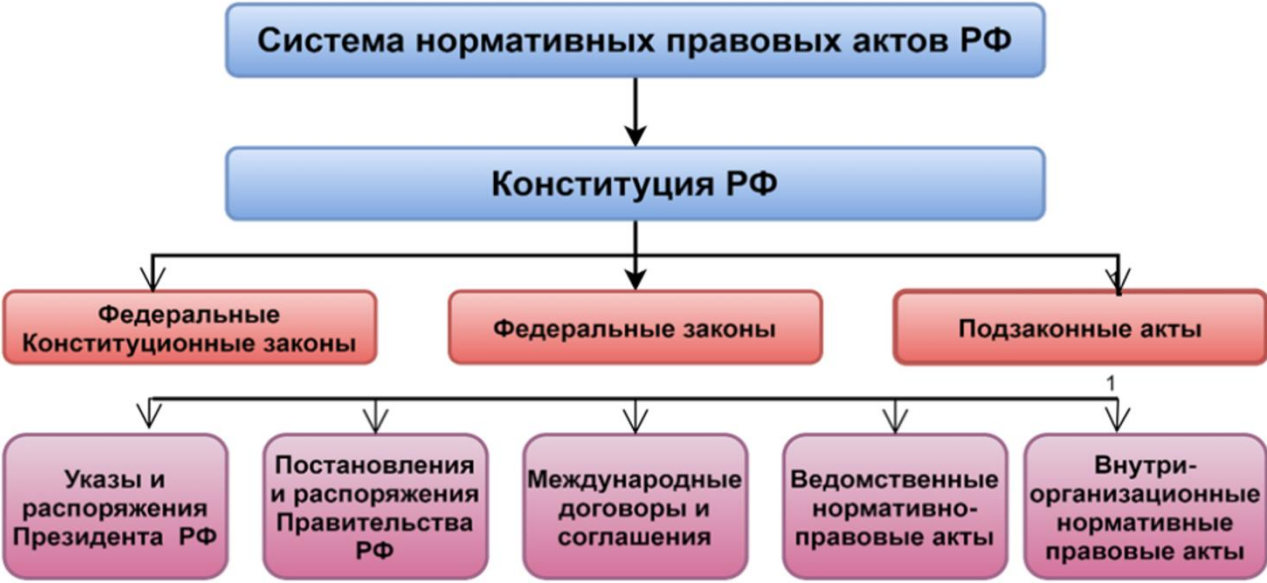 Система нормативных правовых актов РФ
Конституция РФ
Федеральные
Конституционные законы
Федеральные законы
Подзаконные акты
1
Указы и
распоряжения
Президента РФ
Постановления
и распоряжения
Правительства
РФ
Международные
договоры и
соглашения
Ведомственные
нормативно-
правовые акты
Внутри-
организационные
нормативные
правовые акты